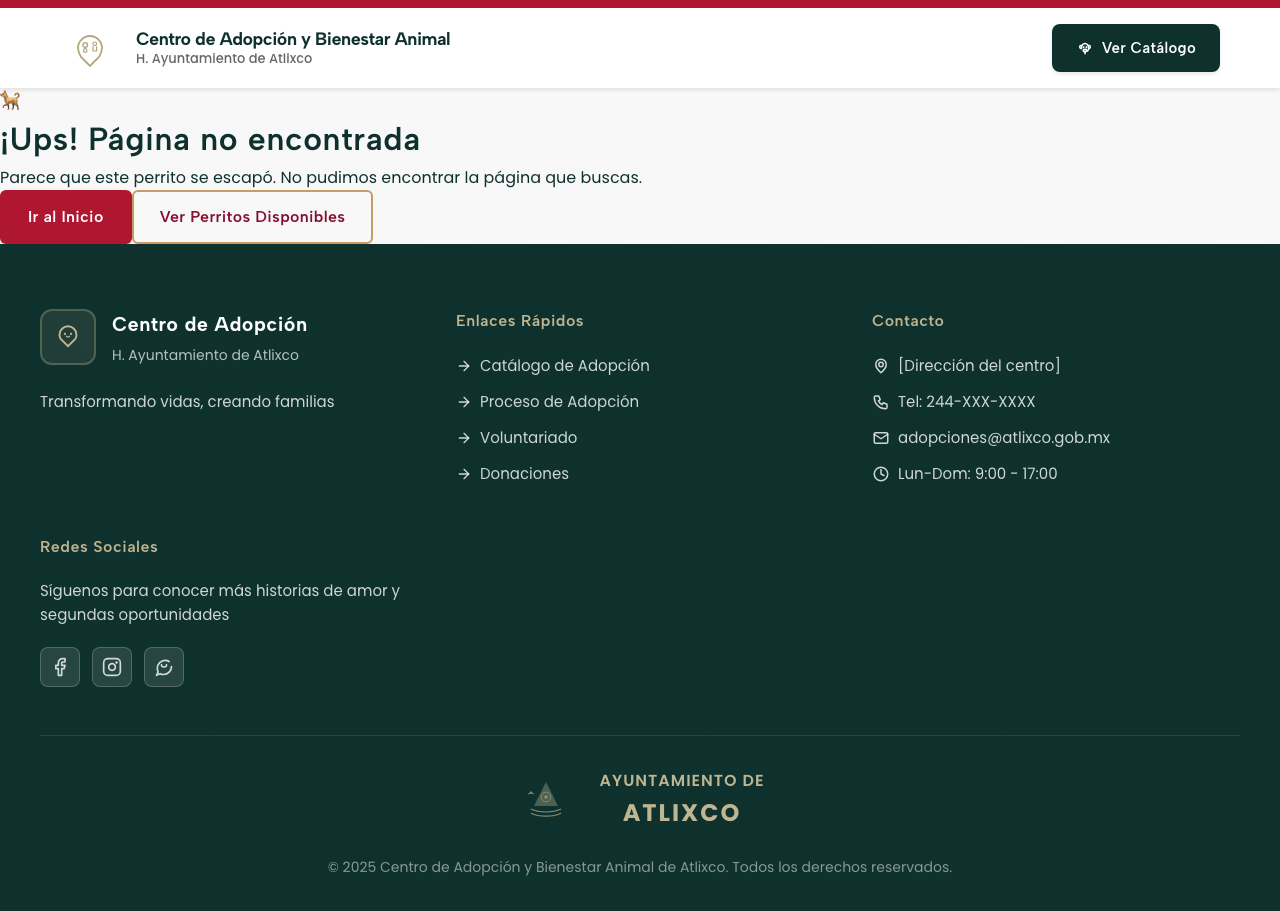 Centro de Adopción y Bienestar Animal
H. Ayuntamiento de Atlixco
Ver Catálogo
¡Ups! Página no encontrada
Parece que este perrito se escapó. No pudimos encontrar la página que buscas.
Ir al Inicio
Ver Perritos Disponibles
Centro de Adopción
H. Ayuntamiento de Atlixco
Transformando vidas, creando familias
Enlaces Rápidos
Catálogo de Adopción
Proceso de Adopción
Voluntariado
Donaciones
Contacto
[Dirección del centro]
Tel: 244-XXX-XXXX
adopciones@atlixco.gob.mx
Lun-Dom: 9:00 - 17:00
Redes Sociales
Síguenos para conocer más historias de amor y
segundas oportunidades
AYUNTAMIENTO DE
ATLIXCO
© 2025 Centro de Adopción y Bienestar Animal de Atlixco. Todos los derechos reservados.